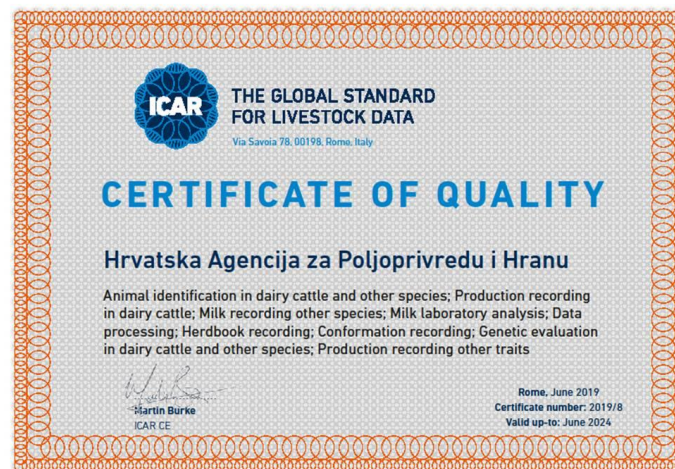 ICAR
THE GLOBAL STANDARD
FOR LIVESTOCK DATA
Via Savoia 78, 00198, Rome, Italy
CERTIFICATE OF QUALITY
Hrvatska Agencija za Poljoprivredu i Hranu
Animal identification in dairy cattle and other species; Production recording
in dairy cattle; Milk recording other species; Milk laboratory analysis; Data
processing; Herdbook recording; Conformation recording; Genetic evaluation
in dairy cattle and other species; Production recording other traits
Martin Burke
ICAR CE
Rome, June 2019
Certificate number: 2019/8
Valid up-to: June 2024